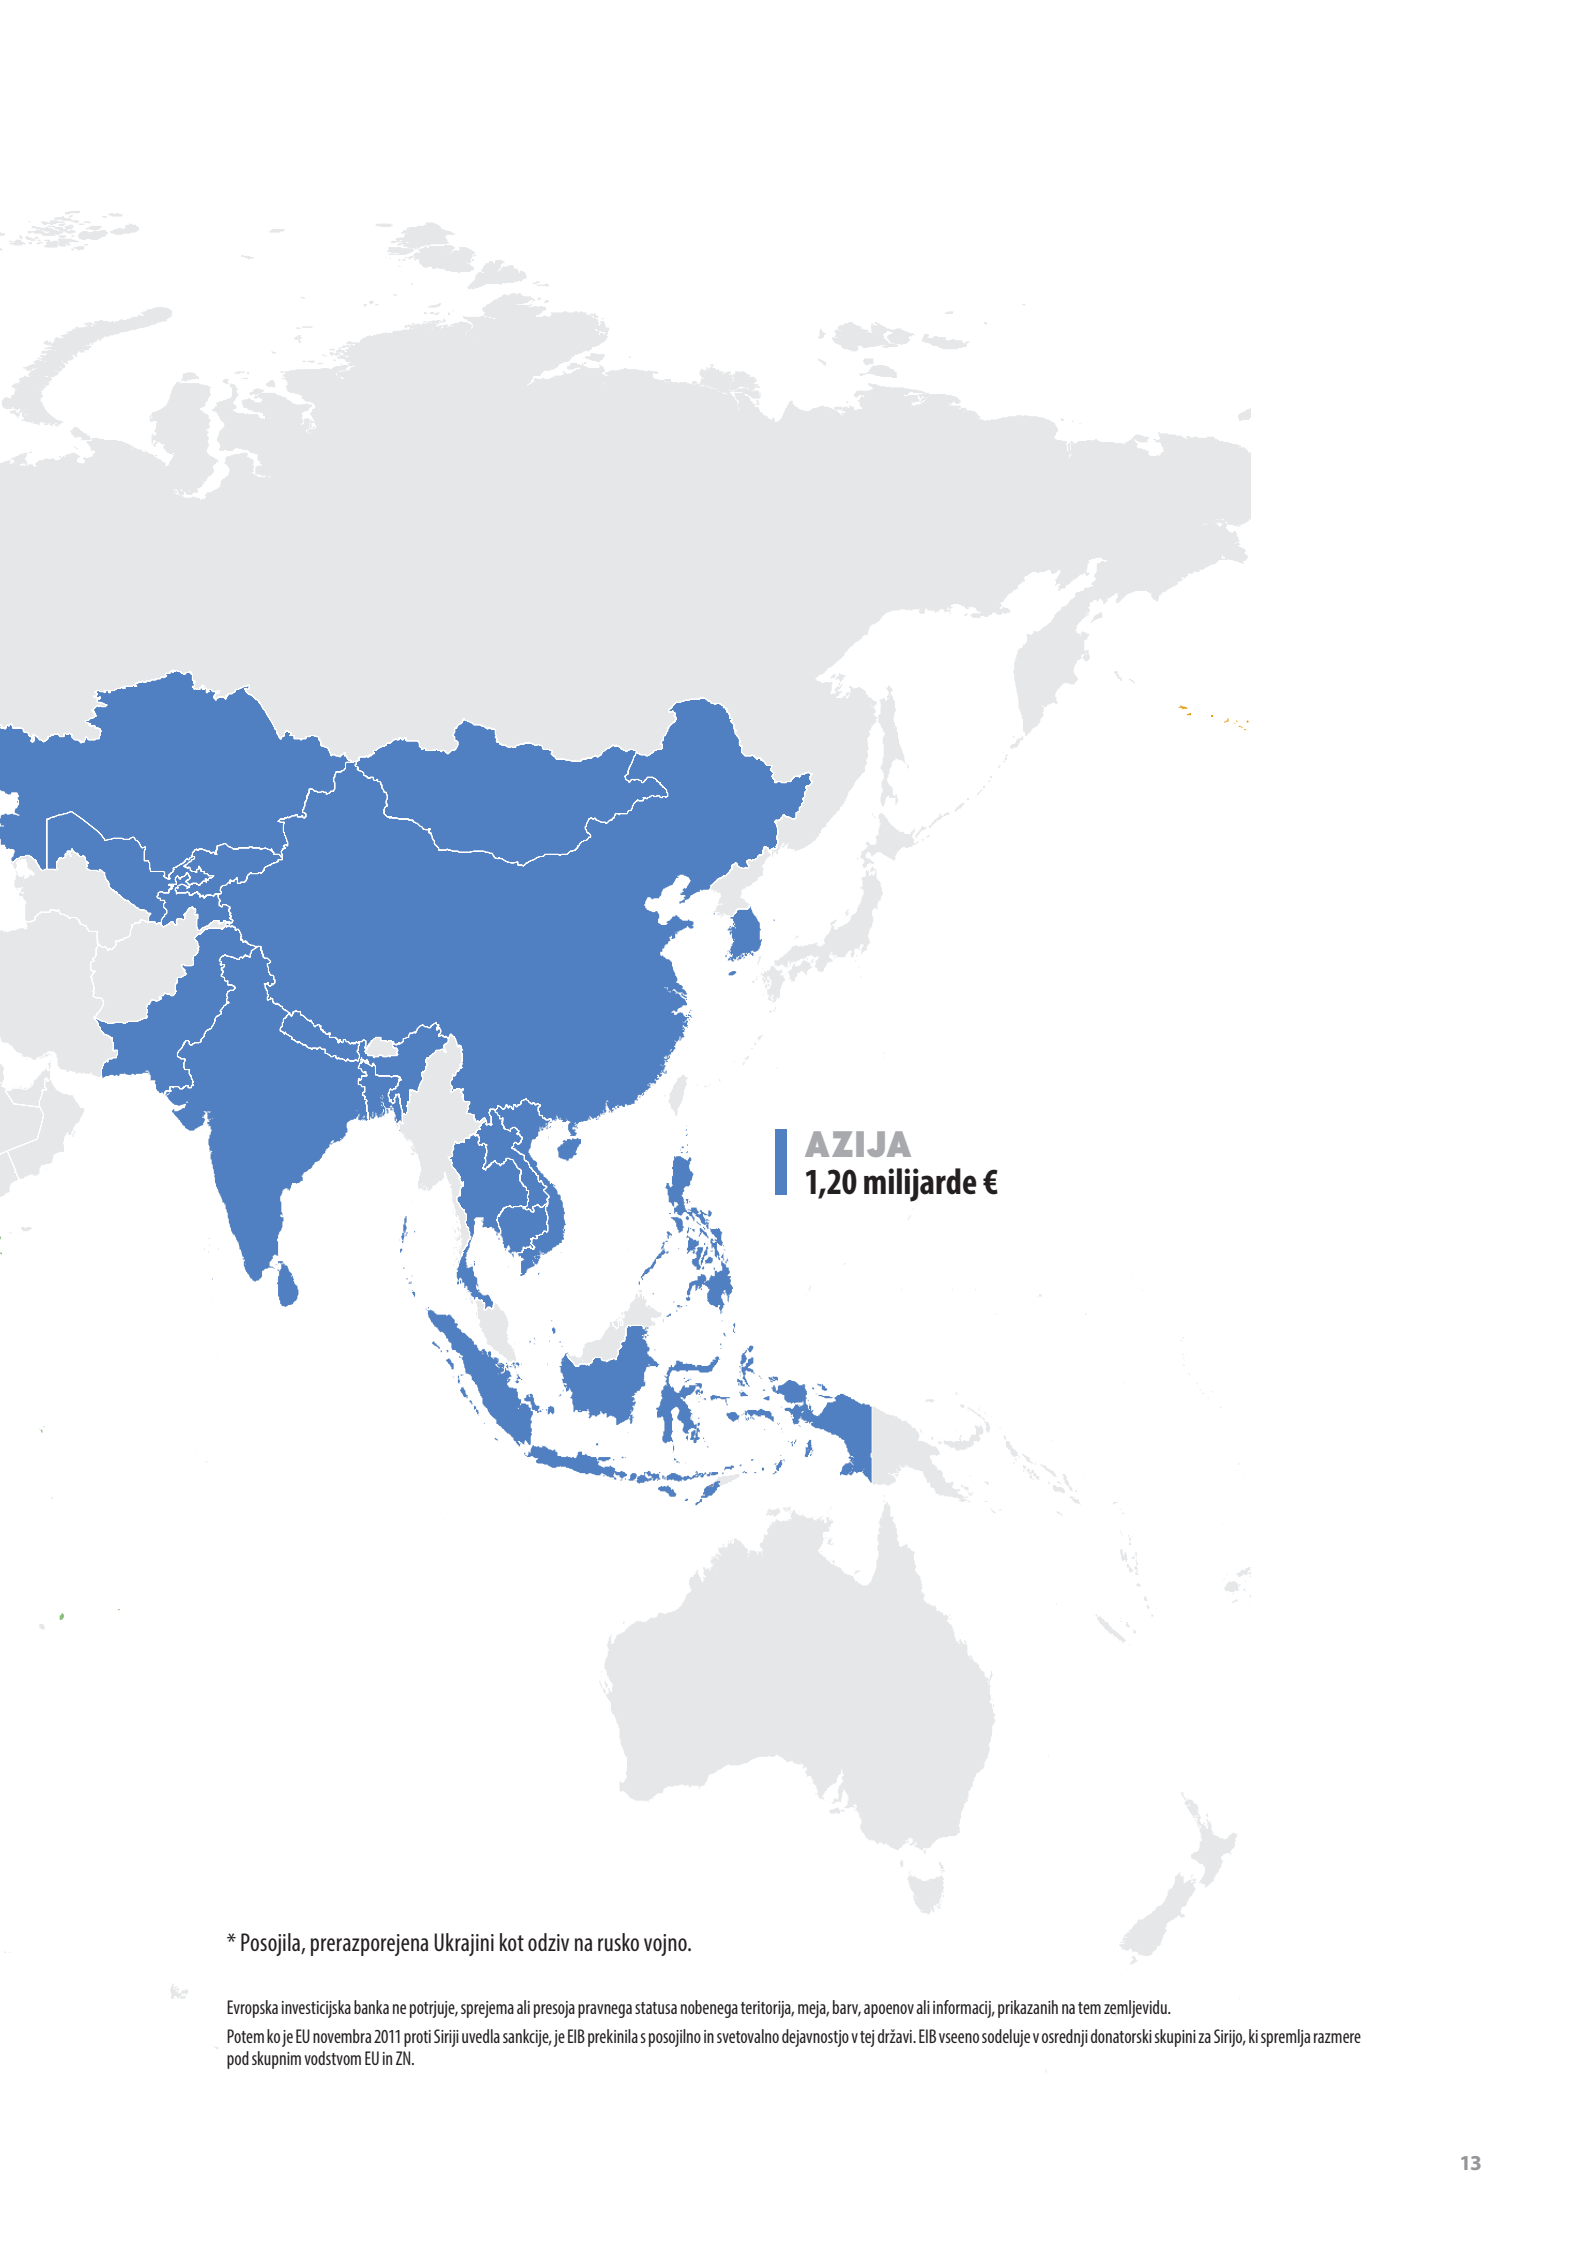 AZIJA
1,20 milijarde €
* Posojila, prerazporejena Ukrajini kot odziv na rusko vojno.
Evropska investicijska banka ne potrjuje, sprejema ali presoja pravnega statusa nobenega teritorija, meja, barv, apoenov ali informacij, prikazanih na tem zemljevidu.
Potem ko je EU novembra 2011 proti Siriji uvedla sankcije, je EIB prekinila s posojilno in svetovalno dejavnostjo v tej državi. EIB vseeno sodeluje v osrednji donatorski skupini za Sirijo, ki spremlja razmere
pod skupnim vodstvom EU in ZN.
13